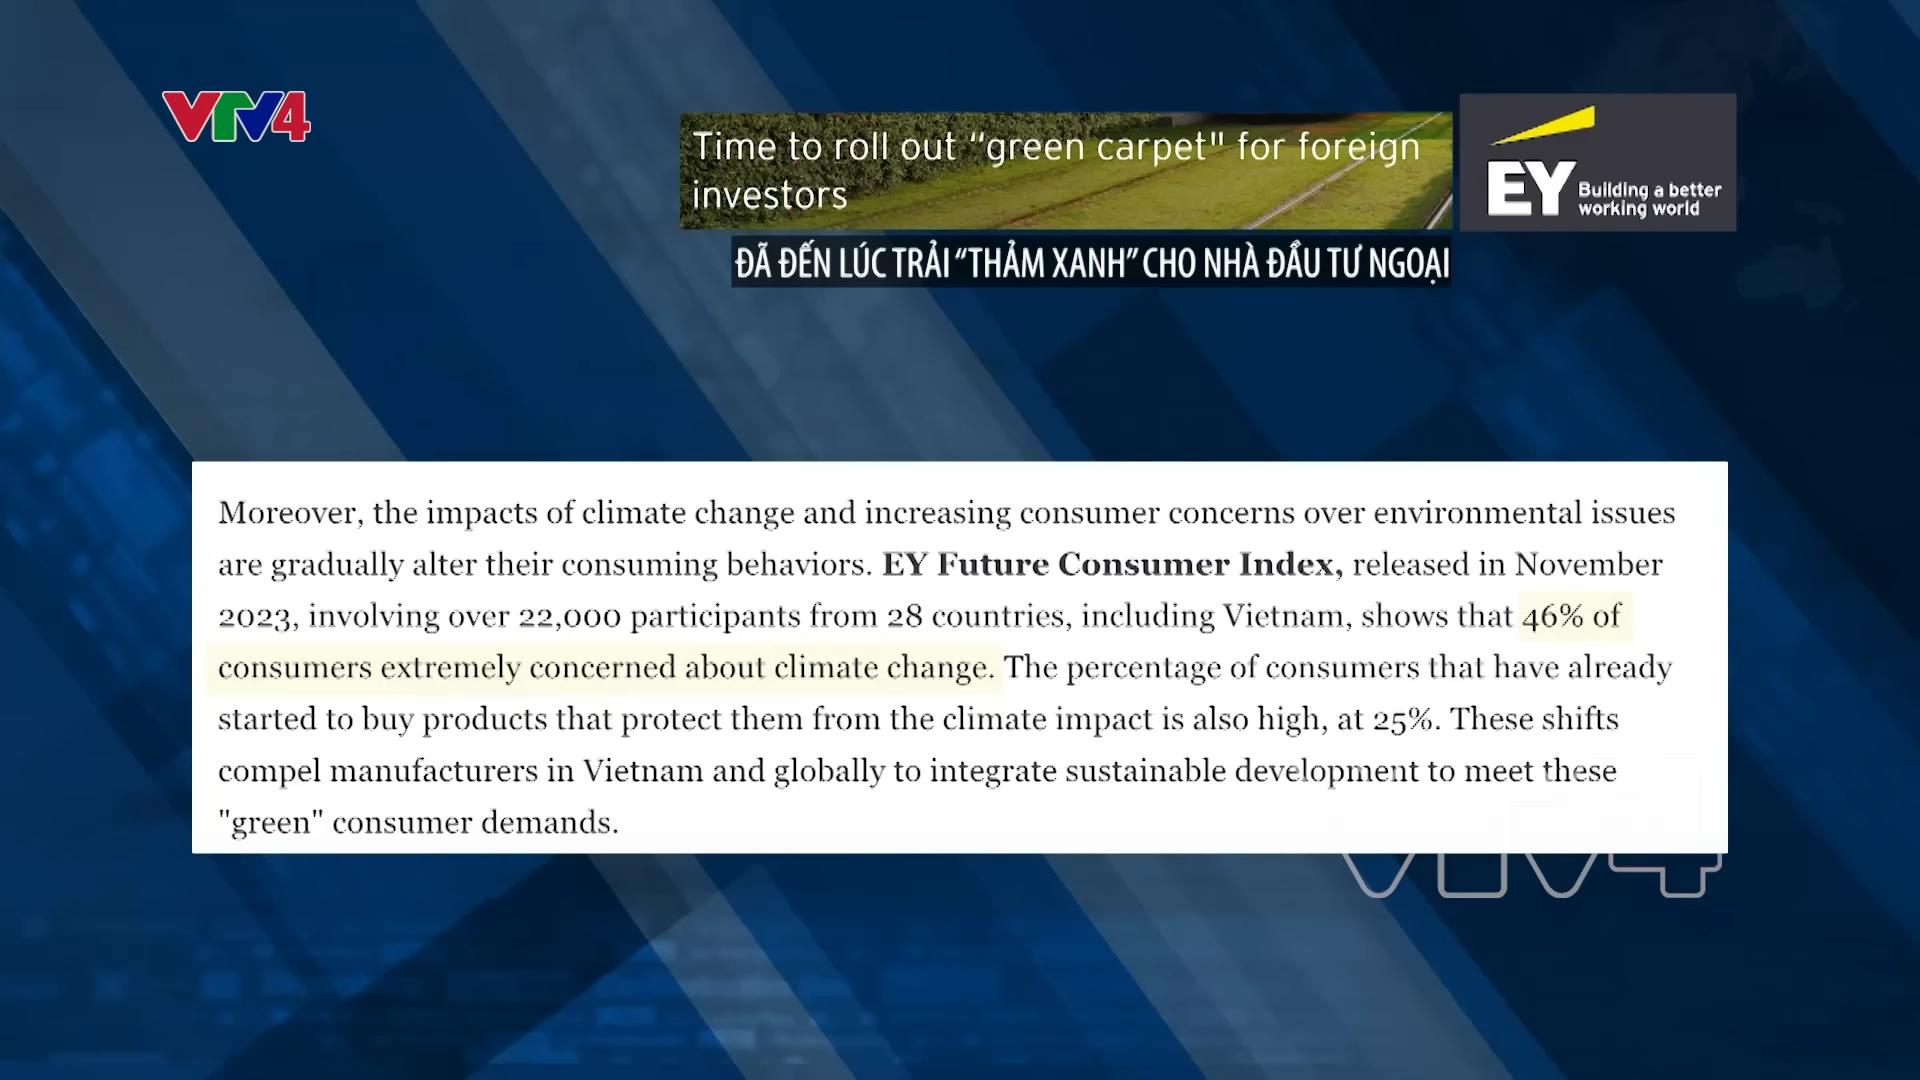 VTV4
Time to roll out “green carpet" for foreign
investors
EY Building a better
working world
ĐÃ ĐẾN LÚC TRẢI “THẢM XANH” CHO NHÀ ĐẦU TƯ NGOẠI
Moreover, the impacts of climate change and increasing consumer concerns over environmental issues
are gradually alter their consuming behaviors. EY Future Consumer Index, released in November
2023, involving over 22,000 participants from 28 countries, including Vietnam, shows that 46% of
consumers extremely concerned about climate change. The percentage of consumers that have already
started to buy products that protect them from the climate impact is also high, at 25%. These shifts
compel manufacturers in Vietnam and globally to integrate sustainable development to meet these
"green" consumer demands.
VTV4